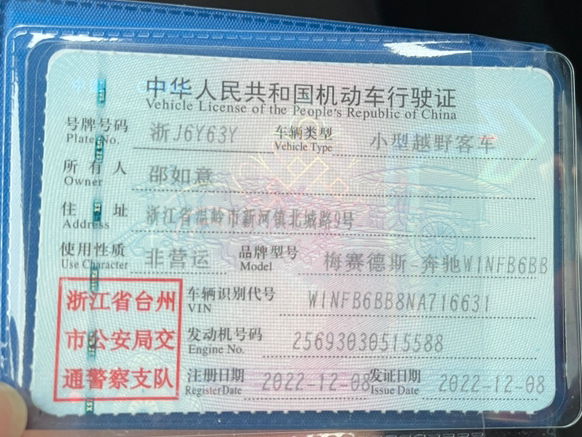 中华人民共和国机动车行驶证
Vehicle License of the People's Republic of China
号牌号码 浙J6Y63Y 车辆类型 小型越野客车
Plate No. Vehicle Type
所有人 邵如意
Owner
住址 浙江省温岭市新河镇北城路9号
Address
使用性质 非营运 品牌型号 梅赛德斯-奔驰W1NFB6BB
Use Character Model
浙江省台州 车辆识别代号 W1NFB6BB8NA716631
VIN
市公安局交 发动机号码 25693030515588
Engine No.
通警察支队 注册日期 2022-12-08 发证日期 2022-12-08
Register Date Issue Date